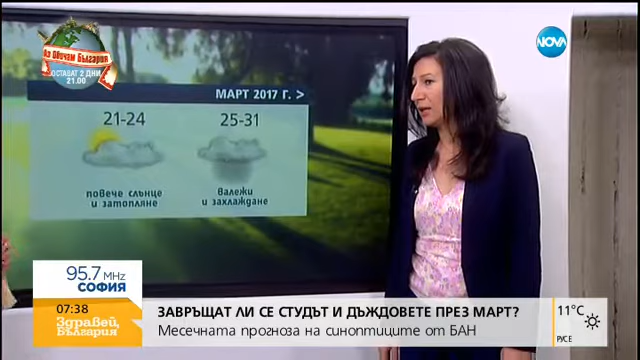 Аз Обичам България
ОСТАВАТ 2 ДНИ
21.00
NOVA
МАРТ 2017 Г. >
21-24
25-31
повече слънце
и затопляне
валежи
и захлаждане
95.7 MHz
СОФИЯ
07:38
Здравей,
България
ЗАВРЪЩАТ ЛИ СЕ СТУДЪТ И ДЪЖДОВЕТЕ ПРЕЗ МАРТ?
Месечната прогноза на синоптиците от БАН
11°C
РУСЕ